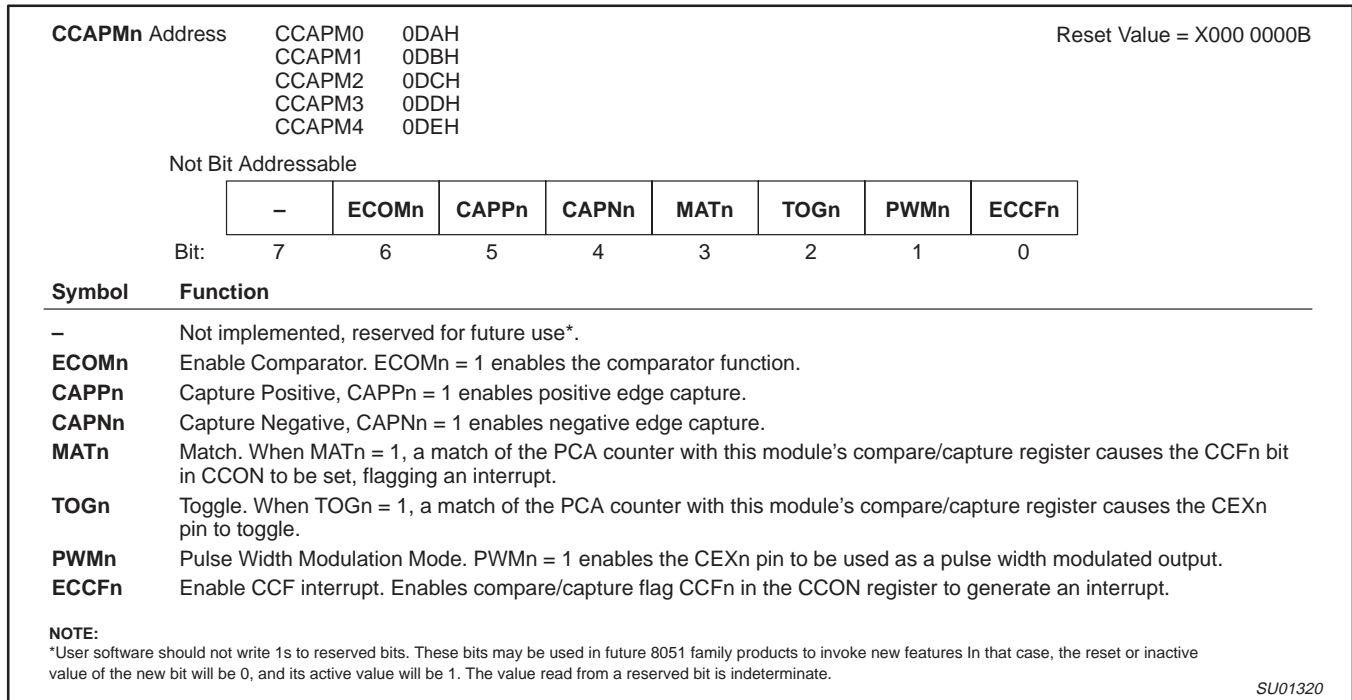 CCAPMn Address CCAPM0 0DAH Reset Value = X000 0000B
CCAPM1 0DBH
CCAPM2 0DCH
CCAPM3 0DDH
CCAPM4 0DEH
Not Bit Addressable
– ECOMn CAPPn CAPNn MATn TOGn PWMn ECCFn
Bit: 7 6 5 4 3 2 1 0
Symbol Function
– Not implemented, reserved for future use*.
ECOMn Enable Comparator. ECOMn = 1 enables the comparator function.
CAPPn Capture Positive, CAPPn = 1 enables positive edge capture.
CAPNn Capture Negative, CAPNn = 1 enables negative edge capture.
MATn Match. When MATn = 1, a match of the PCA counter with this module's compare/capture register causes the CCFn bit
in CCON to be set, flagging an interrupt.
TOGn Toggle. When TOGn = 1, a match of the PCA counter with this module's compare/capture register causes the CEXn
pin to toggle.
PWMn Pulse Width Modulation Mode. PWMn = 1 enables the CEXn pin to be used as a pulse width modulated output.
ECCFn Enable CCF interrupt. Enables compare/capture flag CCFn in the CCON register to generate an interrupt.
NOTE:
*User software should not write 1s to reserved bits. These bits may be used in future 8051 family products to invoke new features In that case, the reset or inactive
value of the new bit will be 0, and its active value will be 1. The value read from a reserved bit is indeterminate.
SU01320